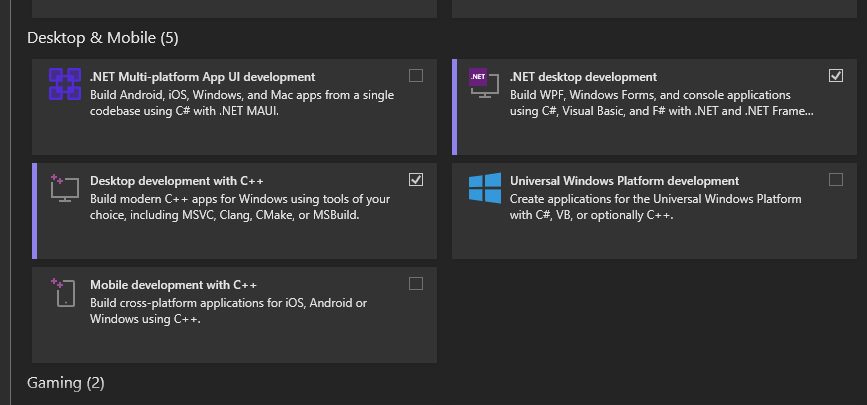 Desktop & Mobile (5)
.NET Multi-platform App UI development
Build Android, iOS, Windows, and Mac apps from a single
codebase using C# with .NET MAUI.
.NET
.NET desktop development
Build WPF, Windows Forms, and console applications
using C#, Visual Basic, and F# with .NET and .NET Frame...
Desktop development with C++
Build modern C++ apps for Windows using tools of your
choice, including MSVC, Clang, CMake, or MSBuild.
Universal Windows Platform development
Create applications for the Universal Windows Platform
with C#, VB, or optionally C++.
Mobile development with C++
Build cross-platform applications for iOS, Android or
Windows using C++.
Gaming (2)